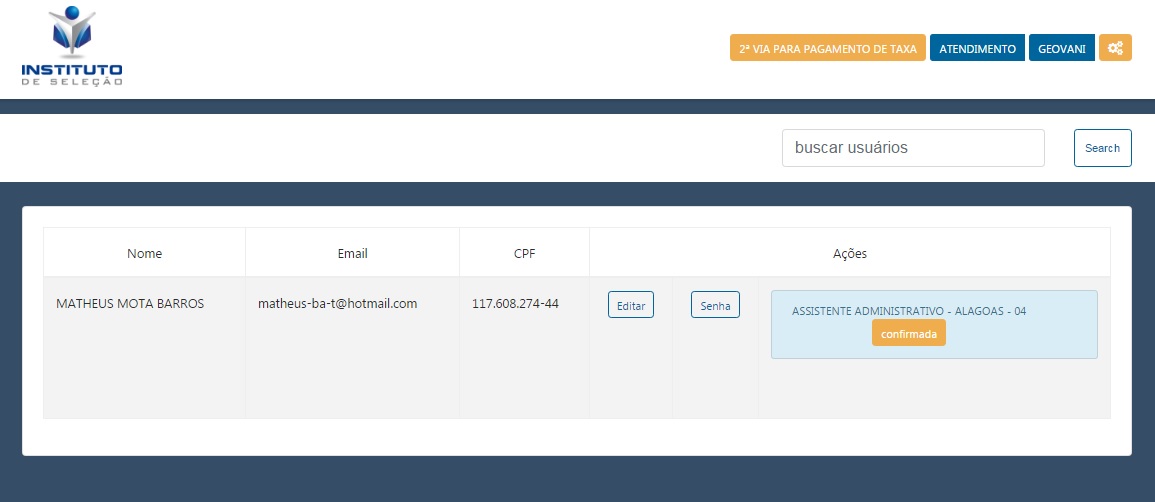 INSTITUTO
DE SELEÇÃO
2ª VIA PARA PAGAMENTO DE TAXA ATENDIMENTO GEOVANI
buscar usuários Search
Nome Email CPF Ações
MATHEUS MOTA BARROS matheus-ba-t@hotmail.com 117.608.274-44 Editar Senha ASSISTENTE ADMINISTRATIVO - ALAGOAS - 04
confirmada